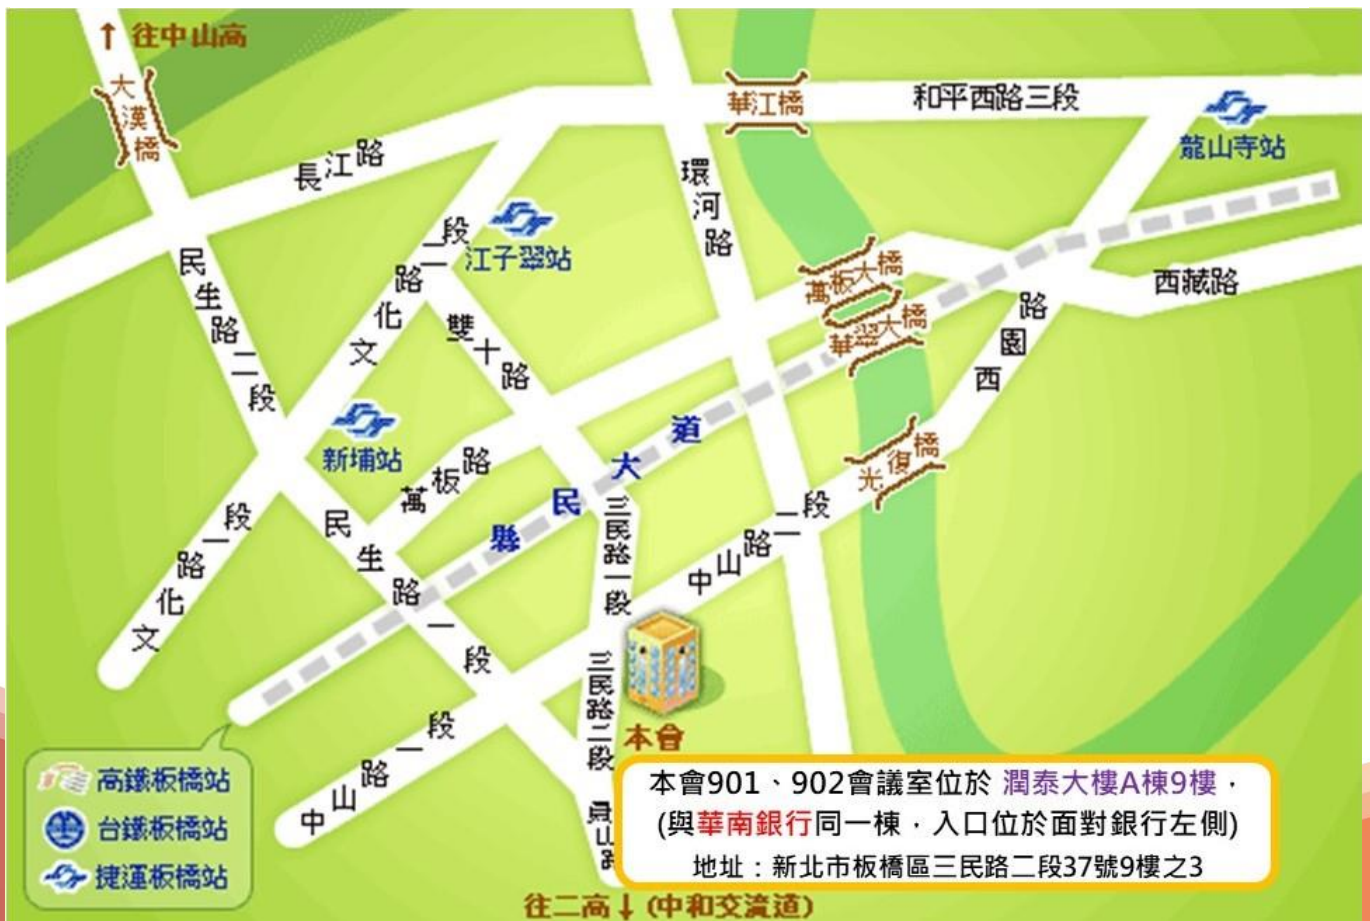 ↑ 往中山高
大漢橋
長江路
華江橋
和平西路三段
龍山寺站
環河路
江子翠站
文化路二段
民生路二段
雙十路
萬板大橋
華翠大橋
西藏路
西園路
新埔站
萬板路
縣民大道
光復橋
文化路一段
民生路一段
三民路一段
中山路二段
三民路二段
本會
中山路一段
員山路
高鐵板橋站
台鐵板橋站
捷運板橋站
本會901、902會議室位於 潤泰大樓A棟9樓，
(與華南銀行同一棟，入口位於面對銀行左側)
地址：新北市板橋區三民路二段37號9樓之3
往二高↓(中和交流道)